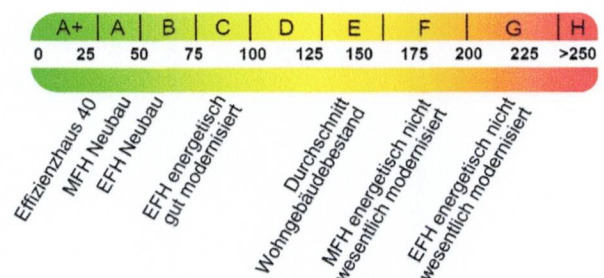 A+ A B C D E F G H
0 25 50 75 100 125 150 175 200 225 >250
Effizienzhaus 40
MFH Neubau
EFH Neubau
EFH energetisch
gut modernisiert
Durchschnitt
Wohngebäudebestand
MFH energetisch nicht
wesentlich modernisiert
EFH energetisch nicht
wesentlich modernisiert